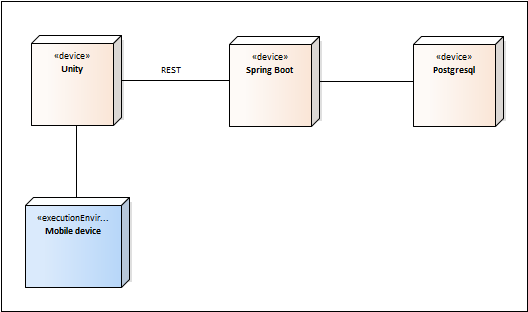 «device»
Unity
REST
«device»
Spring Boot
«device»
Postgresql
«executionEnvir...
Mobile device